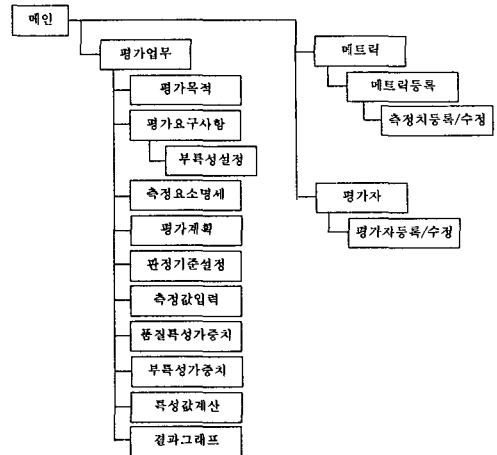 메인
평가업무
평가목적
평가요구사항
부특성설정
측정요소명세
평가계획
판정기준설정
측정값입력
품질특성가중치
부특성가중치
특성값계산
결과그래프
메트릭
메트릭등록
측정치등록/수정
평가자
평가자등록/수정